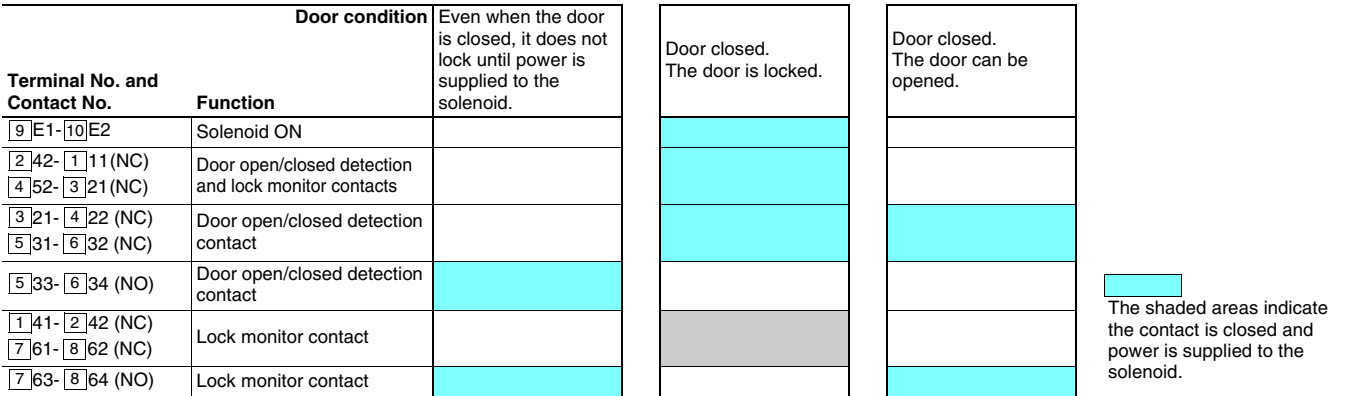 Door condition
Terminal No. and
Contact No.
Function
Even when the door
is closed, it does not
lock until power is
supplied to the
solenoid.
Door closed.
The door is locked.
Door closed.
The door can be
opened.
9 E1- 10 E2
Solenoid ON
2 42- 1 11(NC)
4 52- 3 21(NC)
Door open/closed detection
and lock monitor contacts
3 21- 4 22 (NC)
5 31- 6 32 (NC)
Door open/closed detection
contact
5 33- 6 34 (NO)
Door open/closed detection
contact
1 41- 2 42 (NC)
7 61- 8 62 (NC)
Lock monitor contact
7 63- 8 64 (NO)
Lock monitor contact
The shaded areas indicate
the contact is closed and
power is supplied to the
solenoid.